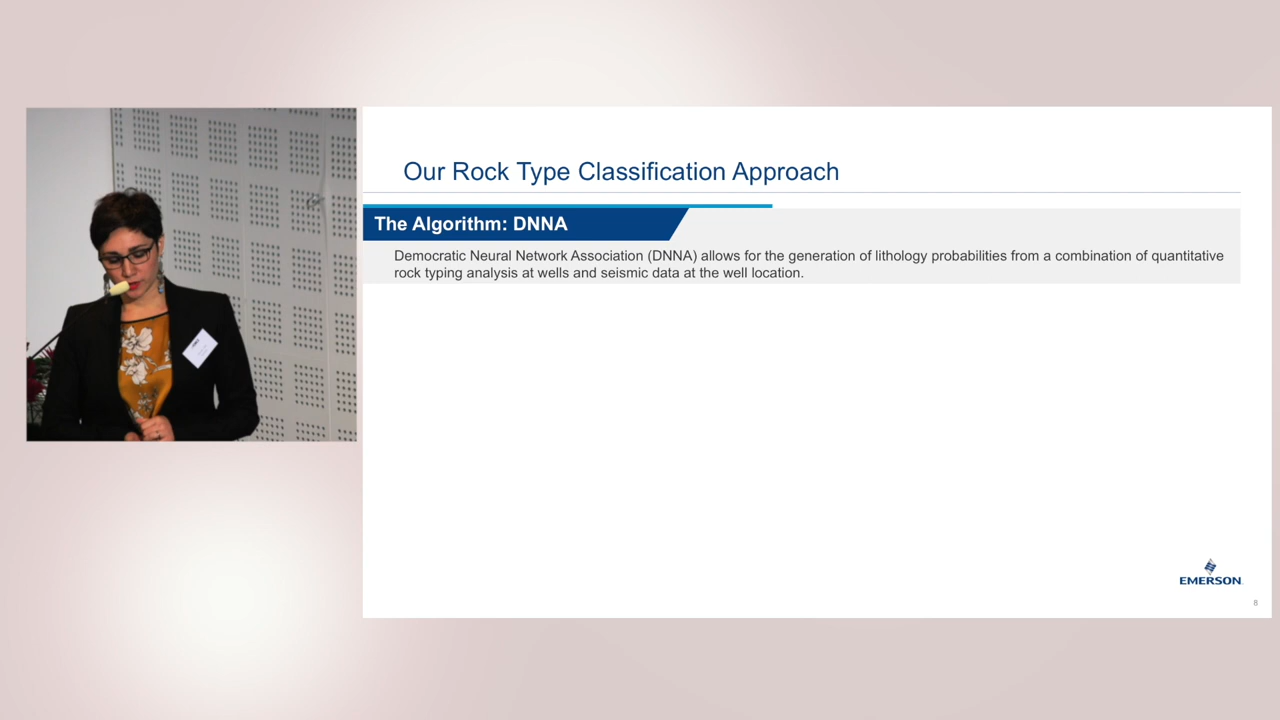 Our Rock Type Classification Approach
The Algorithm: DNNA
Democratic Neural Network Association (DNNA) allows for the generation of lithology probabilities from a combination of quantitative
rock typing analysis at wells and seismic data at the well location.
EMERSON
8